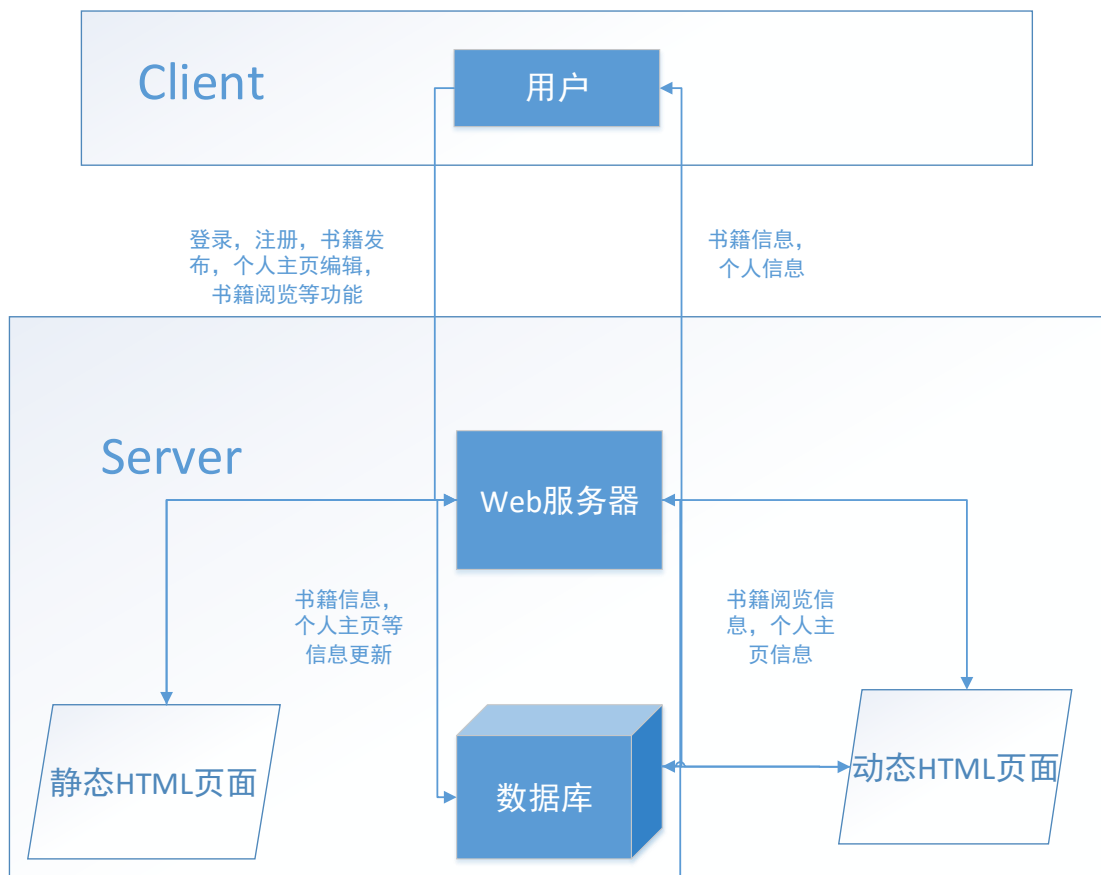 Client
用户
登录，注册，书籍发
布，个人主页编辑，
书籍阅览等功能
书籍信息，
个人信息
Server
Web服务器
书籍信息，
个人主页等
信息更新
书籍阅览信
息，个人主
页信息
静态HTML页面
数据库
动态HTML页面